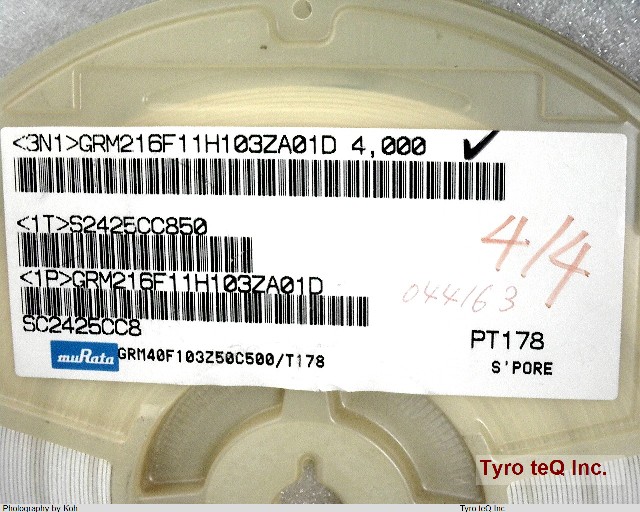 <3N1>GRM216F11H103ZA01D 4,000
<1T>S2425CC850
4/4
<1P>GRM216F11H103ZA01D
044163
SC2425CC8
PT178
muRata GRM40F103Z50C500/T178
S'PORE
Tyro teQ Inc.
Photography by Koh
Tyro teQ Inc